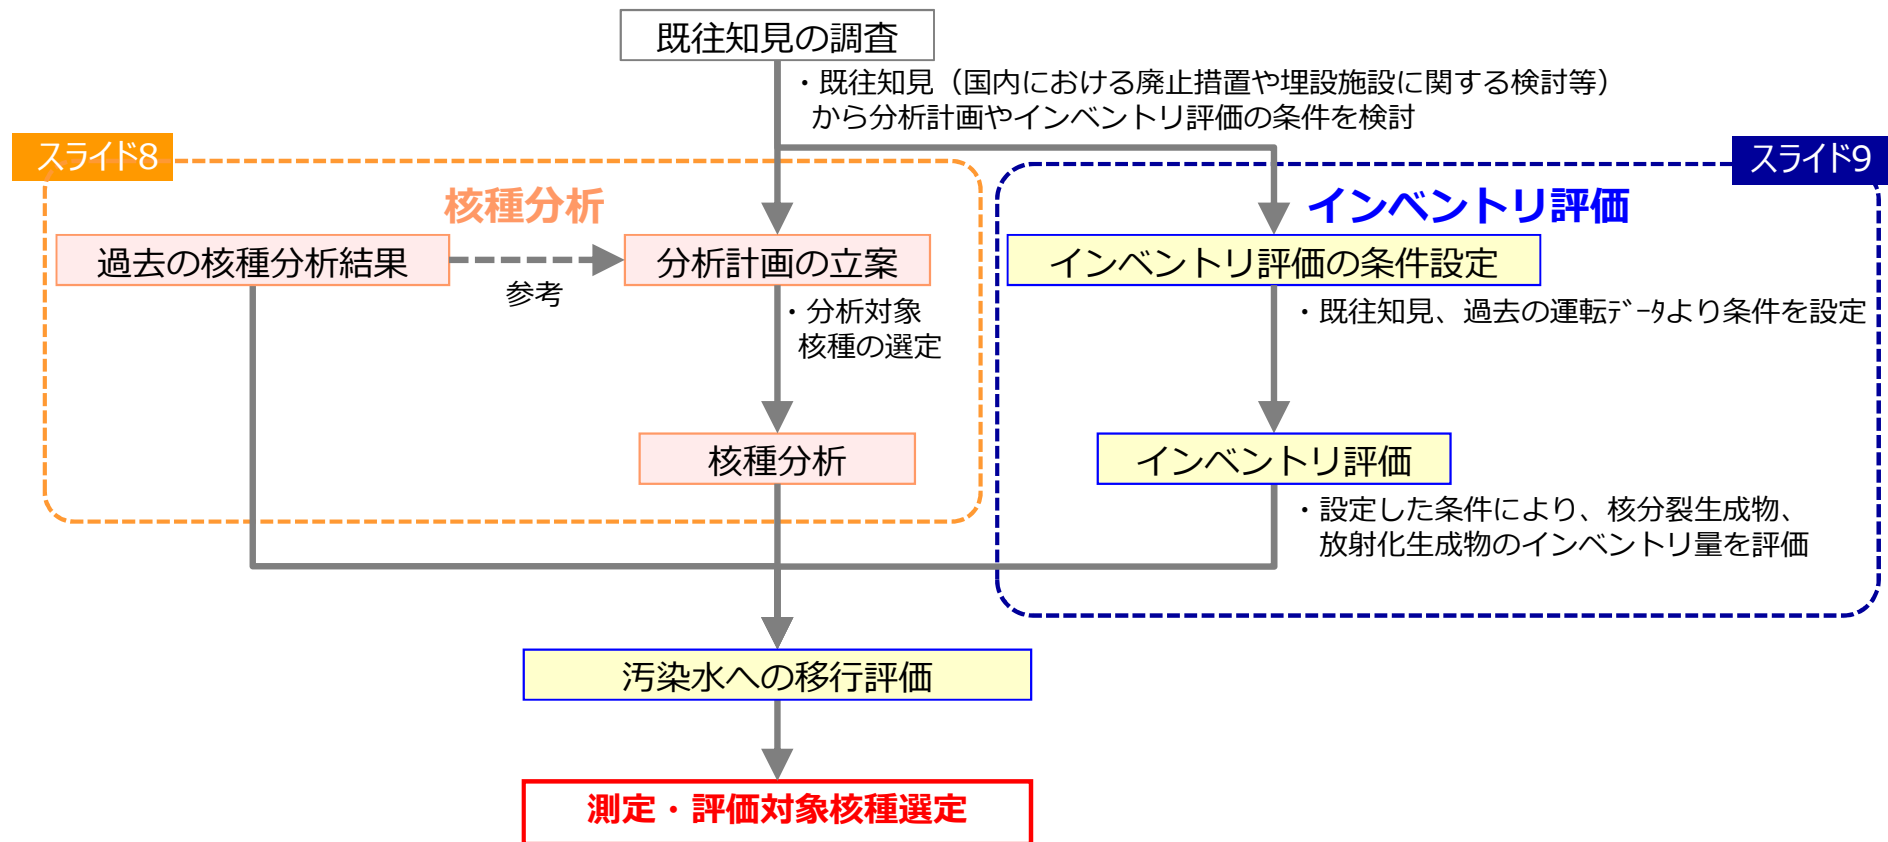 既往知見の調査
・既往知見（国内における廃止措置や埋設施設に関する検討等）
から分析計画やインベントリ評価の条件を検討
スライド8
スライド9
核種分析
インベントリ評価
過去の核種分析結果
参考
分析計画の立案
インベントリ評価の条件設定
・分析対象
核種の選定
・既往知見、過去の運転ﾃﾞｰﾀより条件を設定
核種分析
インベントリ評価
・設定した条件により、核分裂生成物、
放射化生成物のインベントリ量を評価
汚染水への移行評価
測定・評価対象核種選定